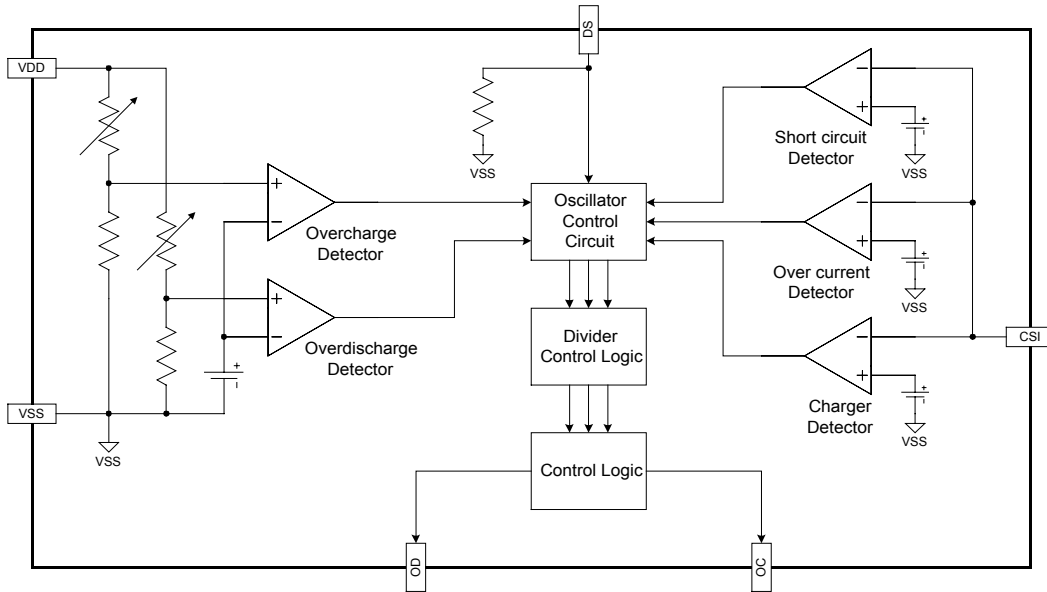 DS
VDD
Short circuit
Detector
+
-
VSS
-
+
VSS
Oscillator
Control
Circuit
+
-
Overcharge
Detector
Over current
Detector
-
+
+
-
VSS
+
-
Overdischarge
Detector
Divider
Control Logic
-
+
CSI
+
-
VSS
Charger
Detector
+
-
VSS
VSS
Control Logic
OD
OC